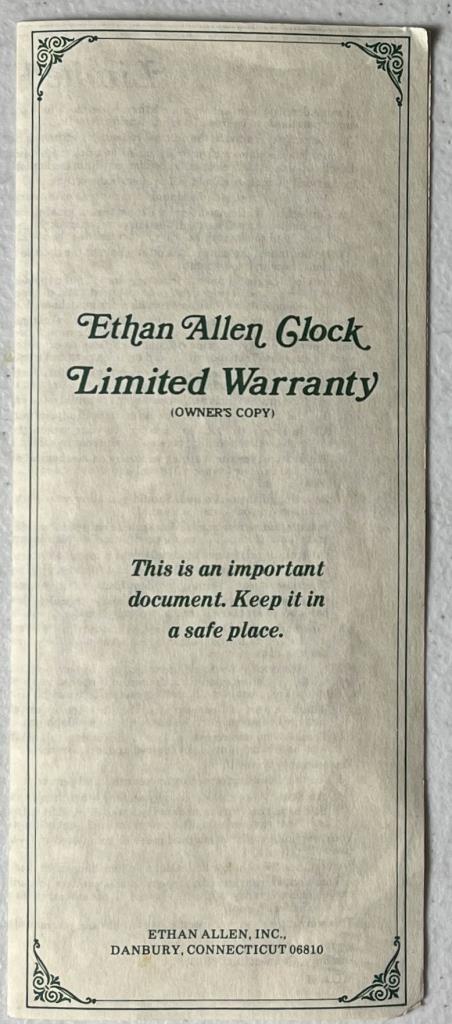 Ethan Allen Clock
Limited Warranty
(OWNER'S COPY)
This is an important
document. Keep it in
a safe place.
ETHAN ALLEN, INC.,
DANBURY, CONNECTICUT 06810